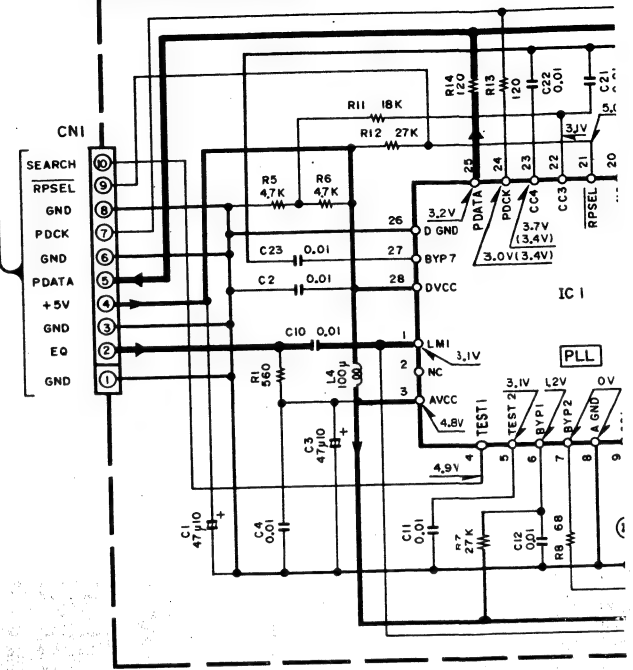 CN1
SEARCH 10
RPSEL 9
GND 8
PDCK 7
GND 6
PDATA 5
+5V 4
GND 3
EQ 2
GND 1
R14 120
R13 120
C22 0.01
C21
R11 18K
R12 27K
3.1V
25 24 23 22 21 20
R5 4.7K
R6 4.7K
3.2V
PDATA
PDCK
CC4
CC3
RPSEL
3.7V
(3.4V)
3.0V(3.4V)
26 D GND
C23 0.01
27 BYP7
C2 0.01
28 DVCC
IC1
C10 0.01
1 LM1
3.1V
2 NC
PLL
R1 560
L4 100μ
3 AVCC
4.8V
3.1V 1.2V 0V
TEST1
TEST2
BYP1
BYP2
A GND
C3 47μ10 +
4 5 6 7 8 9
4.9V
C1 47μ10 +
C4 0.01
C11 0.01
R7 27K
C12 0.01
R8 68